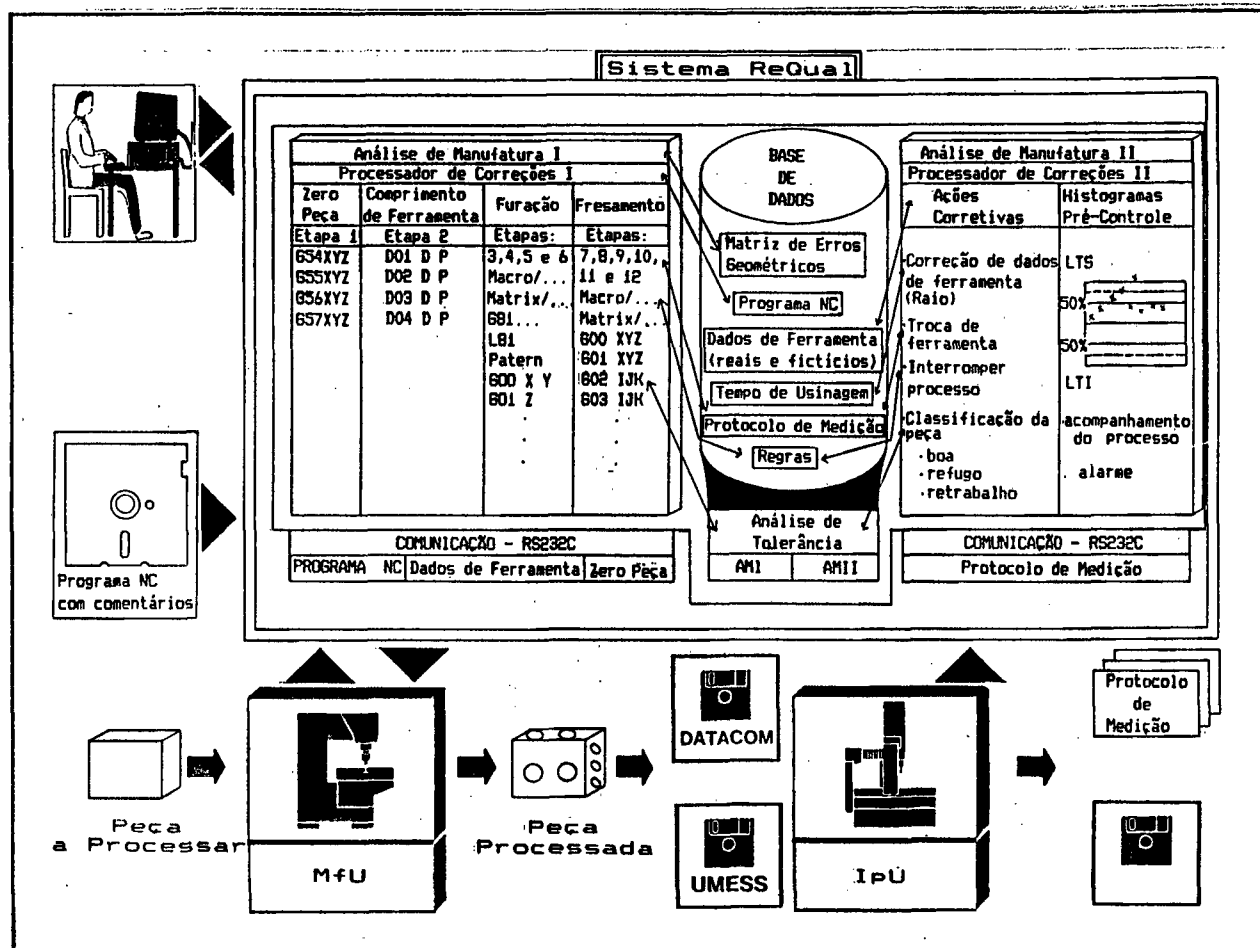 Sistema ReQual
Análise de Manufatura I
Processador de Correções I
Zero Peça
Comprimento de Ferramenta
Furação
Fresamento
Etapa 1
Etapa 2
Etapas:
Etapas:
G54XYZ
G55XYZ
G56XYZ
G57XYZ
D01 D P
D02 D P
D03 D P
D04 D P
3,4,5 e 6
Macro/...
Matrix/...
G81...
L81
Patern
G00 X Y
G01 Z
7,8,9,10,
11 e 12
Macro/...
Matrix/...
G00 XYZ
G01 XYZ
G02 IJK
G03 IJK
BASE
DE
DADOS
Matriz de Erros
Geométricos
Programa NC
Dados de Ferramenta
(reais e fictícios)
Tempo de Usinagem
Protocolo de Medição
Regras
Análise de
Tolerância
AMI
AMII
Análise de Manufatura II
Processador de Correções II
Ações
Corretivas
Histogramas
Pré-Controle
·Correção de dados
de ferramenta
(Raio)
·Troca de
ferramenta
·Interromper
processo
·Classificação da
peça
·boa
·refugo
·retrabalho
LTS
50%
50%
LTI
·acompanhamento
do processo
. alarme
COMUNICAÇÃO - RS232C
PROGRAMA NC
Dados de Ferramenta
Zero Peça
COMUNICAÇÃO - RS232C
Protocolo de Medição
Programa NC
com comentários
Peça
a Processar
MfU
Peça
Processada
DATACOM
UMESS
IpU
Protocolo
de
Medição